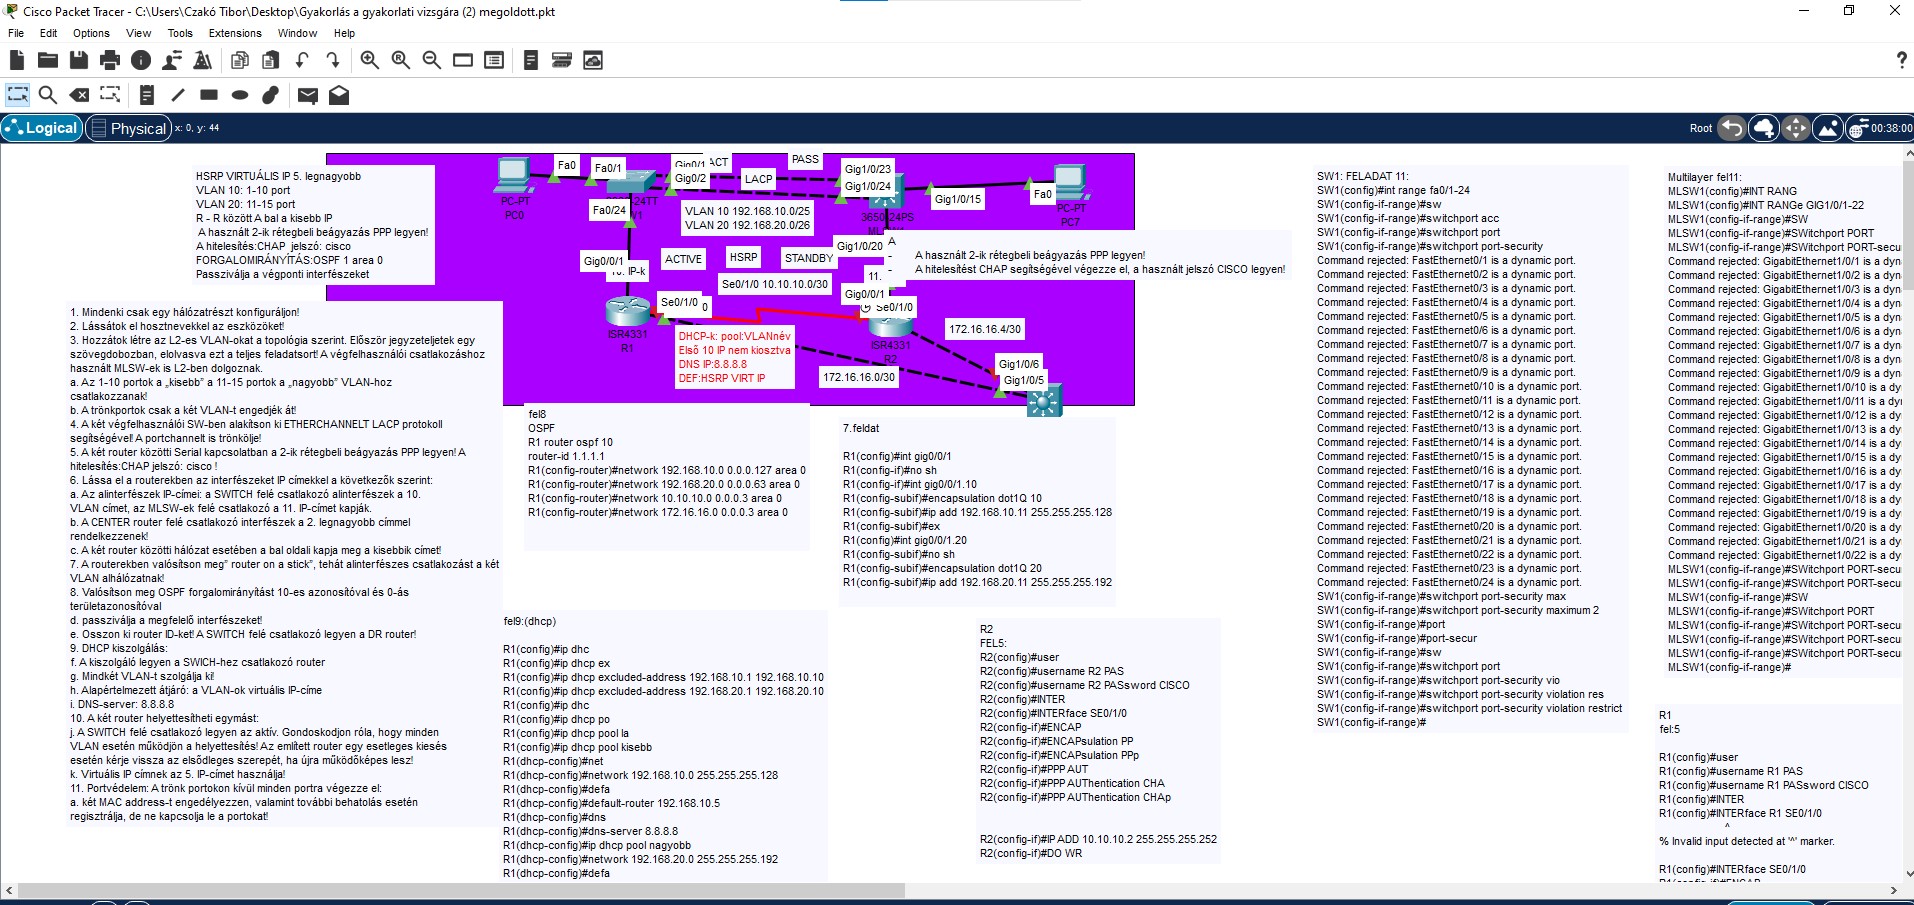 Cisco Packet Tracer - C:\Users\Czakó Tibor\Desktop\Gyakorlás a gyakorlati vizsgára (2) megoldott.pkt
File Edit Options View Tools Extensions Window Help
Logical Physical x: 0, y: 44 Root 00:38:00
HSRP VIRTUÁLIS IP 5. legnagyobb
VLAN 10: 1-10 port
VLAN 20: 11-15 port
R - R között A bal a kisebb IP
A használt 2-ik rétegbeli beágyazás PPP legyen!
A hitelesítés:CHAP jelszó: cisco
FORGALOMIRÁNYÍTÁS:OSPF 1 area 0
Passziválja a végponti interfészeket
Fa0
Fa0/1
Gig0/1
ACT
PASS
Gig0/2
LACP
Gig1/0/23
Gig1/0/24
PC-PT
PC0
24TT
Fa0/24
VLAN 10 192.168.10.0/25
VLAN 20 192.168.20.0/26
3650-24PS
Gig1/0/15
Fa0
PC-PT
PC7
Gig0/0/1
10. IP-k
ACTIVE
HSRP
STANDBY
Gig1/0/20
A
11.
Se0/1/0 10.10.10.0/30
Gig0/0/1
Se0/1/0
Se0/1/0
0
ISR4331
R1
ISR4331
R2
DHCP-k: pool:VLANnév
Első 10 IP nem kiosztva
DNS IP:8.8.8.8
DEF:HSRP VIRT IP
172.16.16.4/30
172.16.16.0/30
Gig1/0/6
Gig1/0/5
A használt 2-ik rétegbeli beágyazás PPP legyen!
A hitelesítést CHAP segítségével végezze el, a használt jelszó CISCO legyen!
1. Mindenki csak egy hálózatrészt konfiguráljon!
2. Lássátok el hosztnevekkel az eszközöket!
3. Hozzátok létre az L2-es VLAN-okat a topológia szerint. Először jegyzeteljetek egy
szövegdobozban, elolvasva ezt a teljes feladatsort! A végfelhasználói csatlakozáshoz
használt MLSW-ek is L2-ben dolgoznak.
a. Az 1-10 portok a „kisebb” a 11-15 portok a „nagyobb” VLAN-hoz
csatlakozzanak!
b. A trönkportok csak a két VLAN-t engedjék át!
4. A két végfelhasználói SW-ben alakítson ki ETHERCHANNELT LACP protokoll
segítségével! A portchannelt is trönkölje!
5. A két router közötti Serial kapcsolatban a 2-ik rétegbeli beágyazás PPP legyen! A
hitelesítés:CHAP jelszó: cisco !
6. Lássa el a routerekben az interfészeket IP címekkel a következők szerint:
a. Az alinterfészek IP-címei: a SWITCH felé csatlakozó alinterfészek a 10.
VLAN címet, az MLSW-ek felé csatlakozó a 11. IP-címet kapják.
b. A CENTER router felé csatlakozó interfészek a 2. legnagyobb címmel
rendelkezzenek!
c. A két router közötti hálózat esetében a bal oldali kapja meg a kisebbik címet!
7. A routerekben valósítson meg” router on a stick”, tehát alinterfészes csatlakozást a két
VLAN alhálózatnak!
8. Valósítson meg OSPF forgalomirányítást 10-es azonosítóval és 0-ás
területazonosítóval
d. passziválja a megfelelő interfészeket!
e. Osszon ki router ID-ket! A SWITCH felé csatlakozó legyen a DR router!
9. DHCP kiszolgálás:
f. A kiszolgáló legyen a SWICH-hez csatlakozó router
g. Mindkét VLAN-t szolgálja ki!
h. Alapértelmezett átjáró: a VLAN-ok virtuális IP-címe
i. DNS-server: 8.8.8.8
10. A két router helyettesítheti egymást:
j. A SWITCH felé csatlakozó legyen az aktív. Gondoskodjon róla, hogy minden
VLAN esetén működjön a helyettesítés! Az említett router egy esetleges kiesés
esetén kérje vissza az elsődleges szerepét, ha újra működőképes lesz!
k. Virtuális IP címnek az 5. IP-címet használja!
11. Portvédelem: A trönk portokon kívül minden portra végezze el:
a. két MAC address-t engedélyezzen, valamint további behatolás esetén
regisztrálja, de ne kapcsolja le a portokat!
fel8
OSPF
R1 router ospf 10
router-id 1.1.1.1
R1(config-router)#network 192.168.10.0 0.0.0.127 area 0
R1(config-router)#network 192.168.20.0 0.0.0.63 area 0
R1(config-router)#network 10.10.10.0 0.0.0.3 area 0
R1(config-router)#network 172.16.16.0 0.0.0.3 area 0
7.feldat
R1(config)#int gig0/0/1
R1(config-if)#no sh
R1(config-if)#int gig0/0/1.10
R1(config-subif)#encapsulation dot1Q 10
R1(config-subif)#ip add 192.168.10.11 255.255.255.128
R1(config-subif)#ex
R1(config)#int gig0/0/1.20
R1(config-subif)#no sh
R1(config-subif)#encapsulation dot1Q 20
R1(config-subif)#ip add 192.168.20.11 255.255.255.192
fel9:(dhcp)
R1(config)#ip dhc
R1(config)#ip dhcp ex
R1(config)#ip dhcp excluded-address 192.168.10.1 192.168.10.10
R1(config)#ip dhcp excluded-address 192.168.20.1 192.168.20.10
R1(config)#ip dhc
R1(config)#ip dhcp po
R1(config)#ip dhcp pool la
R1(config)#ip dhcp pool kisebb
R1(dhcp-config)#net
R1(dhcp-config)#network 192.168.10.0 255.255.255.128
R1(dhcp-config)#defa
R1(dhcp-config)#default-router 192.168.10.5
R1(dhcp-config)#dns
R1(dhcp-config)#dns-server 8.8.8.8
R1(dhcp-config)#ip dhcp pool nagyobb
R1(dhcp-config)#network 192.168.20.0 255.255.255.192
R1(dhcp-config)#defa
R2
FEL5:
R2(config)#user
R2(config)#username R2 PAS
R2(config)#username R2 PASsword CISCO
R2(config)#INTER
R2(config)#INTERface SE0/1/0
R2(config-if)#ENCAP
R2(config-if)#ENCAPsulation PP
R2(config-if)#ENCAPsulation PPp
R2(config-if)#PPP AUT
R2(config-if)#PPP AUThentication CHA
R2(config-if)#PPP AUThentication CHAp
R2(config-if)#IP ADD 10.10.10.2 255.255.255.252
R2(config-if)#DO WR
SW1: FELADAT 11:
SW1(config)#int range fa0/1-24
SW1(config-if-range)#sw
SW1(config-if-range)#switchport acc
SW1(config-if-range)#switchport port
SW1(config-if-range)#switchport port-security
Command rejected: FastEthernet0/1 is a dynamic port.
Command rejected: FastEthernet0/2 is a dynamic port.
Command rejected: FastEthernet0/3 is a dynamic port.
Command rejected: FastEthernet0/4 is a dynamic port.
Command rejected: FastEthernet0/5 is a dynamic port.
Command rejected: FastEthernet0/6 is a dynamic port.
Command rejected: FastEthernet0/7 is a dynamic port.
Command rejected: FastEthernet0/8 is a dynamic port.
Command rejected: FastEthernet0/9 is a dynamic port.
Command rejected: FastEthernet0/10 is a dynamic port.
Command rejected: FastEthernet0/11 is a dynamic port.
Command rejected: FastEthernet0/12 is a dynamic port.
Command rejected: FastEthernet0/13 is a dynamic port.
Command rejected: FastEthernet0/14 is a dynamic port.
Command rejected: FastEthernet0/15 is a dynamic port.
Command rejected: FastEthernet0/16 is a dynamic port.
Command rejected: FastEthernet0/17 is a dynamic port.
Command rejected: FastEthernet0/18 is a dynamic port.
Command rejected: FastEthernet0/19 is a dynamic port.
Command rejected: FastEthernet0/20 is a dynamic port.
Command rejected: FastEthernet0/21 is a dynamic port.
Command rejected: FastEthernet0/22 is a dynamic port.
Command rejected: FastEthernet0/23 is a dynamic port.
Command rejected: FastEthernet0/24 is a dynamic port.
SW1(config-if-range)#switchport port-security max
SW1(config-if-range)#switchport port-security maximum 2
SW1(config-if-range)#port
SW1(config-if-range)#port-secur
SW1(config-if-range)#sw
SW1(config-if-range)#switchport port
SW1(config-if-range)#switchport port-security vio
SW1(config-if-range)#switchport port-security violation res
SW1(config-if-range)#switchport port-security violation restrict
SW1(config-if-range)#
Multilayer fel11:
MLSW1(config)#INT RANG
MLSW1(config)#INT RANGe GIG1/0/1-22
MLSW1(config-if-range)#SW
MLSW1(config-if-range)#SWitchport PORT
MLSW1(config-if-range)#SWitchport PORT-secu
Command rejected: GigabitEthernet1/0/1 is a dyn
Command rejected: GigabitEthernet1/0/2 is a dyn
Command rejected: GigabitEthernet1/0/3 is a dyn
Command rejected: GigabitEthernet1/0/4 is a dyn
Command rejected: GigabitEthernet1/0/5 is a dyn
Command rejected: GigabitEthernet1/0/6 is a dyn
Command rejected: GigabitEthernet1/0/7 is a dyn
Command rejected: GigabitEthernet1/0/8 is a dyn
Command rejected: GigabitEthernet1/0/9 is a dyn
Command rejected: GigabitEthernet1/0/10 is a dy
Command rejected: GigabitEthernet1/0/11 is a dy
Command rejected: GigabitEthernet1/0/12 is a dy
Command rejected: GigabitEthernet1/0/13 is a dy
Command rejected: GigabitEthernet1/0/14 is a dy
Command rejected: GigabitEthernet1/0/15 is a dy
Command rejected: GigabitEthernet1/0/16 is a dy
Command rejected: GigabitEthernet1/0/17 is a dy
Command rejected: GigabitEthernet1/0/18 is a dy
Command rejected: GigabitEthernet1/0/19 is a dy
Command rejected: GigabitEthernet1/0/20 is a dy
Command rejected: GigabitEthernet1/0/21 is a dy
Command rejected: GigabitEthernet1/0/22 is a dy
MLSW1(config-if-range)#SWitchport PORT-secu
MLSW1(config-if-range)#SWitchport PORT-secu
MLSW1(config-if-range)#SW
MLSW1(config-if-range)#SWitchport PORT
MLSW1(config-if-range)#SWitchport PORT-secu
MLSW1(config-if-range)#SWitchport PORT-secu
MLSW1(config-if-range)#SWitchport PORT-secu
MLSW1(config-if-range)#
R1
fel:5
R1(config)#user
R1(config)#username R1 PAS
R1(config)#username R1 PASsword CISCO
R1(config)#INTER
R1(config)#INTERface R1 SE0/1/0
^
% Invalid input detected at '^' marker.
R1(config)#INTERface SE0/1/0
R1(config-if)#ENCAP